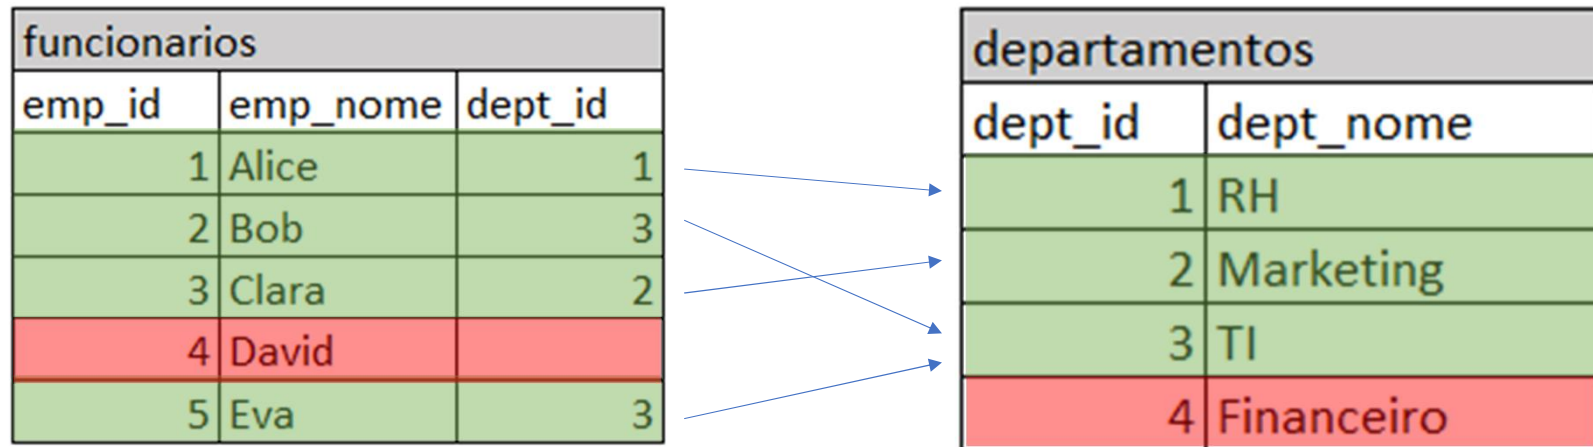 funcionarios
emp_id emp_nome dept_id
1 Alice 1
2 Bob 3
3 Clara 2
4 David
5 Eva 3
departamentos
dept_id dept_nome
1 RH
2 Marketing
3 TI
4 Financeiro